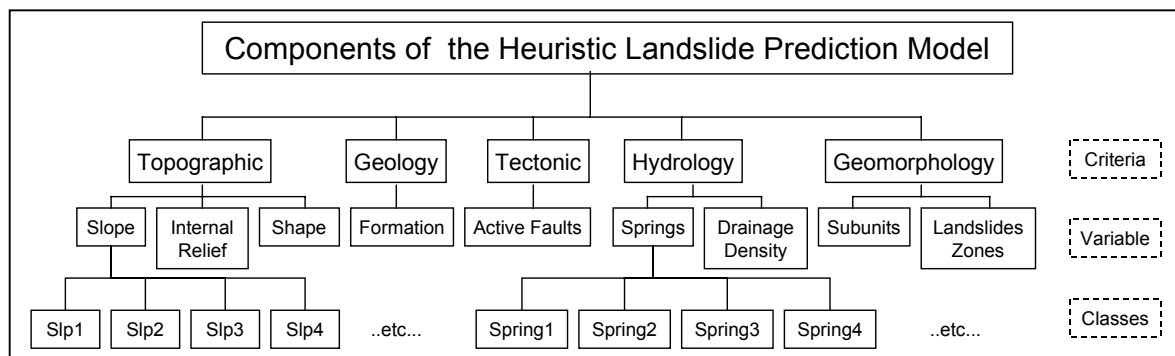 Components of the Heuristic Landslide Prediction Model
Topographic
Geology
Tectonic
Hydrology
Geomorphology
Criteria
Slope
Internal
Relief
Shape
Formation
Active Faults
Springs
Drainage
Density
Subunits
Landslides
Zones
Variable
Slp1
Slp2
Slp3
Slp4
..etc...
Spring1
Spring2
Spring3
Spring4
..etc...
Classes